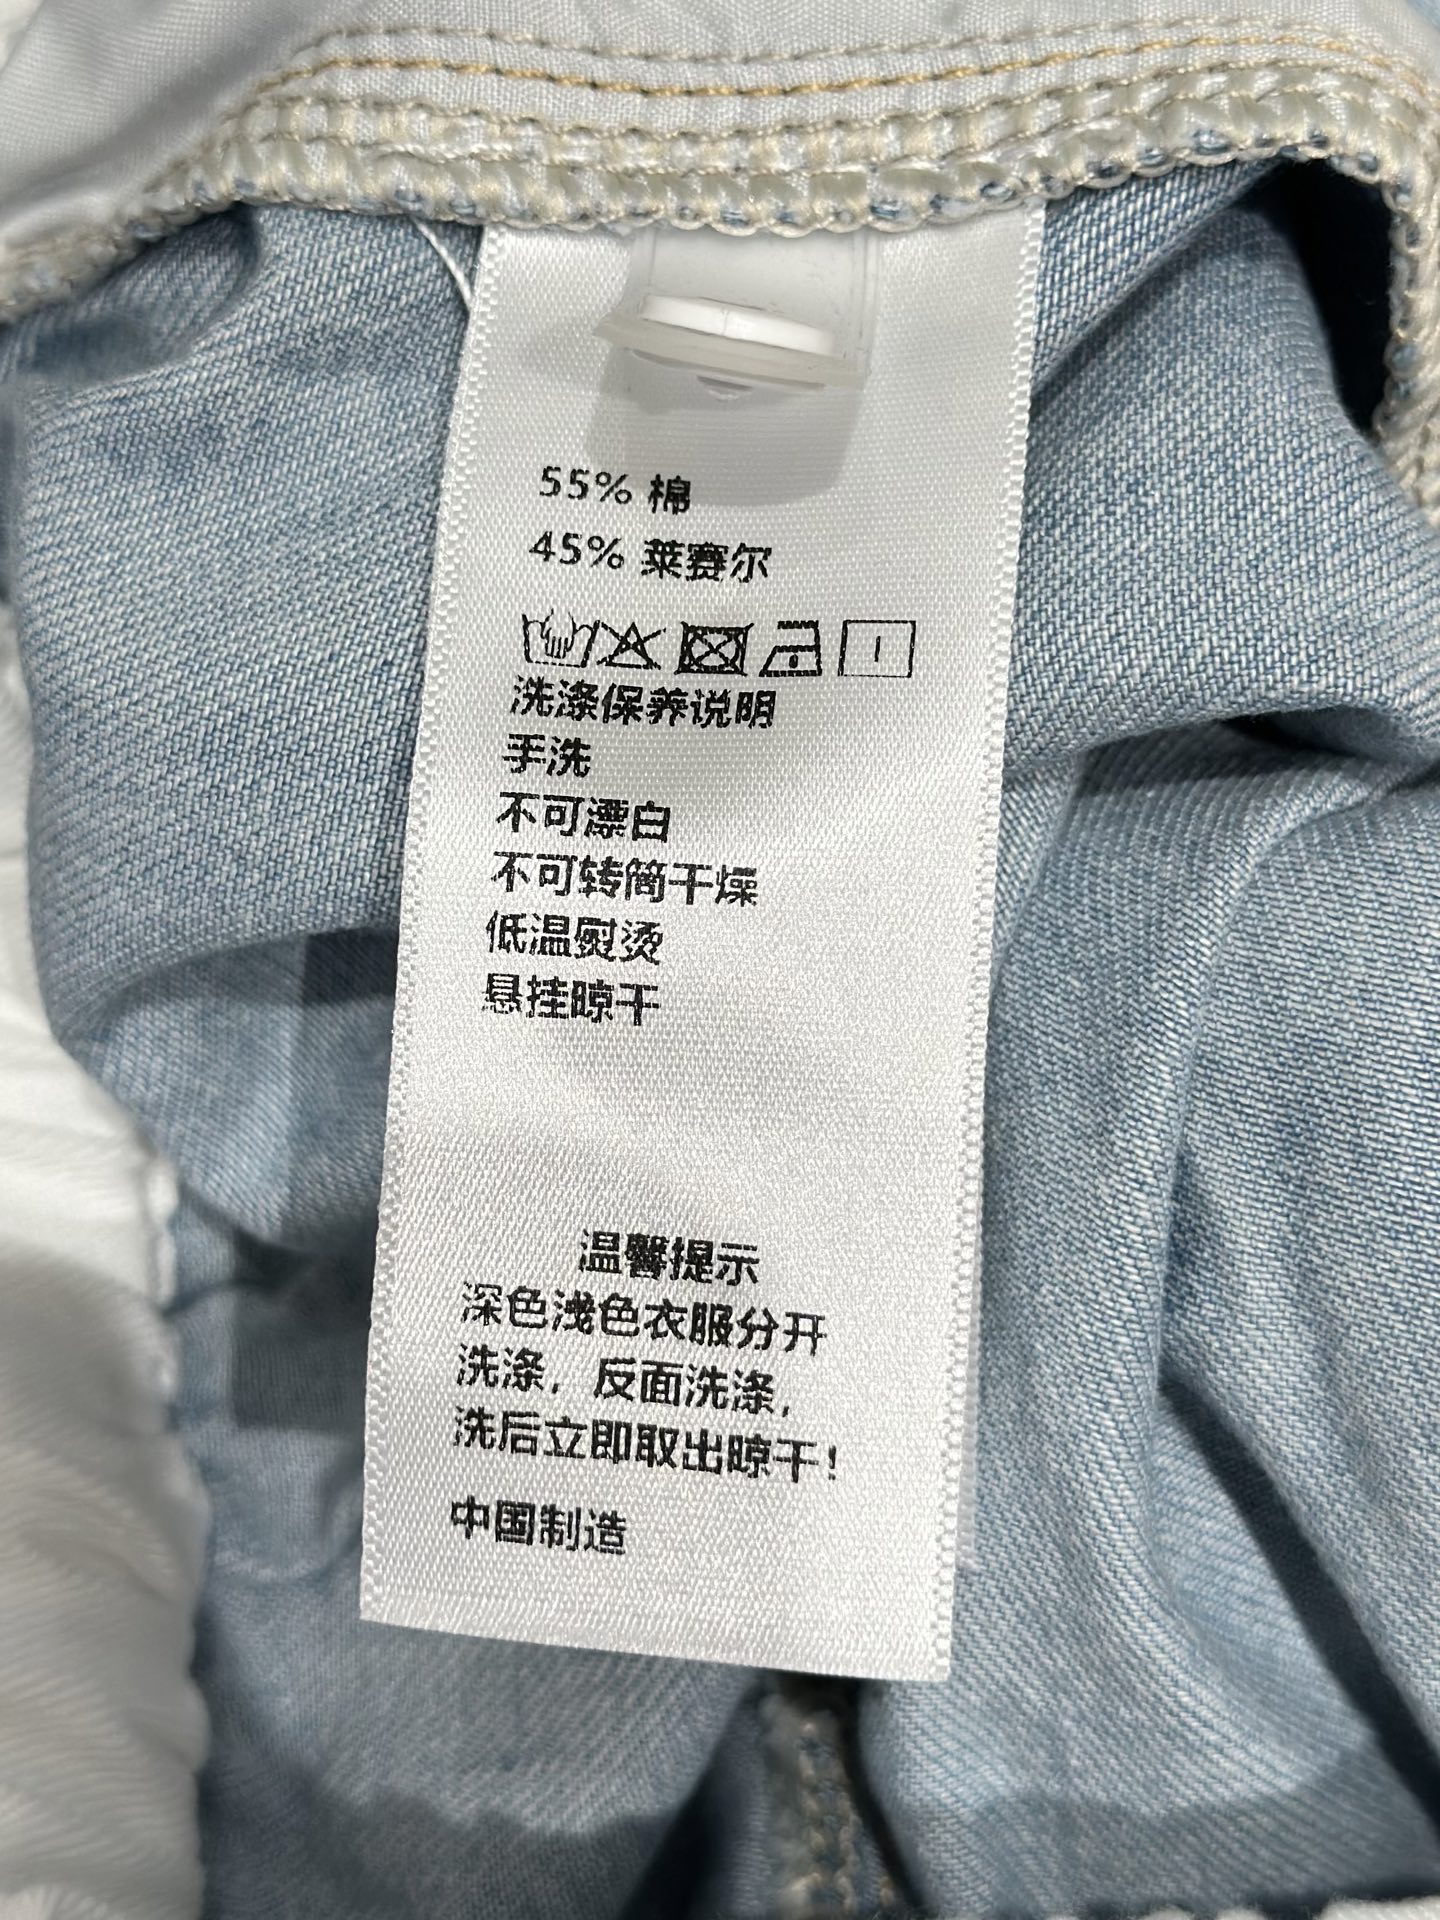 55% 棉
45% 莱赛尔
洗涤保养说明
手洗
不可漂白
不可转筒干燥
低温熨烫
悬挂晾干
温馨提示
深色浅色衣服分开
洗涤，反面洗涤，
洗后立即取出晾干!
中国制造